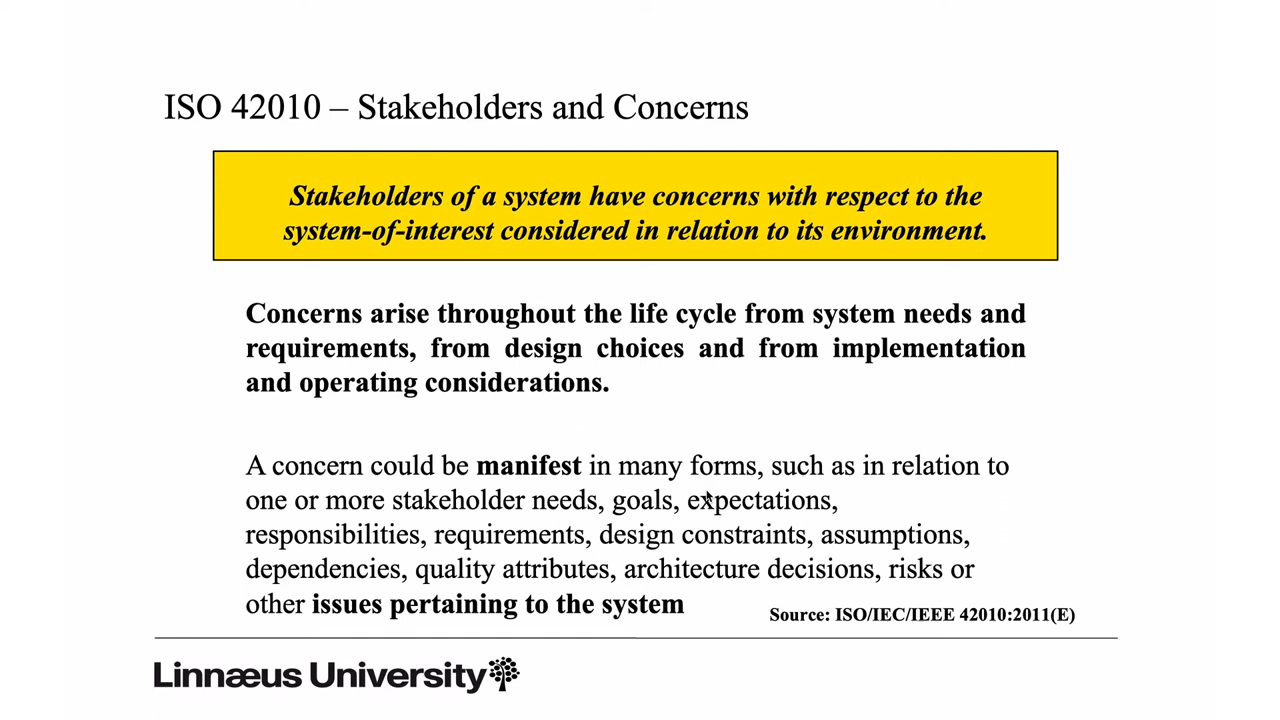 ISO 42010 – Stakeholders and Concerns
Stakeholders of a system have concerns with respect to the
system-of-interest considered in relation to its environment.
Concerns arise throughout the life cycle from system needs and
requirements, from design choices and from implementation
and operating considerations.
A concern could be manifest in many forms, such as in relation to
one or more stakeholder needs, goals, expectations,
responsibilities, requirements, design constraints, assumptions,
dependencies, quality attributes, architecture decisions, risks or
other issues pertaining to the system
Source: ISO/IEC/IEEE 42010:2011(E)
Linnæus University